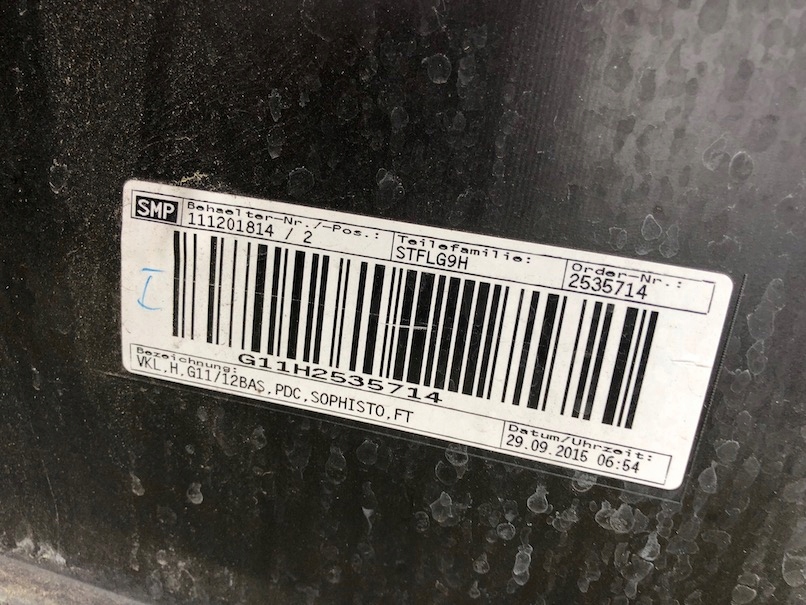 SMP
Behaelter-Nr./-Pos.:
111201814 / 2
Teilefamilie:
STFLG9H
Order-Nr.:
2535714
I
G11H2535714
Bezeichnung:
VKL,H,G11/12BAS,PDC,SOPHISTO,FT
Datum/Uhrzeit:
29.09.2015 06:54